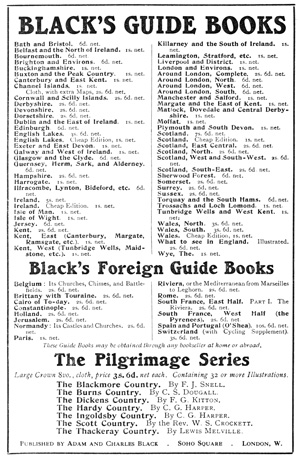 BLACK'S GUIDE BOOKS
Bath and Bristol. 6d. net.
Belfast and the North of Ireland. 1s. net.
Bournemouth. 6d. net.
Brighton and Environs. 6d. net.
Buckinghamshire. 1s. net.
Buxton and the Peak Country. 1s. net.
Canterbury and East Kent. 1s. net.
Channel Islands. 1s. net.
Cloth, with extra Maps, 2s. 6d. net.
Cornwall and Scilly Islands. 2s. 6d. net.
Derbyshire. 2s. 6d. net.
Devonshire. 2s. 6d. net.
Dorsetshire. 2s. 6d. net.
Dublin and the East of Ireland. 1s. net.
Edinburgh. 6d. net.
English Lakes. 3s. 6d. net.
English Lakes. Cheap Edition, 1s. net.
Exeter and East Devon. 1s. net.
Galway and West of Ireland. 1s. net.
Glasgow and the Clyde. 6d. net.
Guernsey, Herm, Sark, and Alderney. 6d. net.
Hampshire. 2s. 6d. net.
Harrogate. 1s. net.
Ilfracombe, Lynton, Bideford, etc. 6d. net.
Ireland. 5s. net.
Ireland. Cheap Edition. 1s. net.
Isle of Man. 1s. net.
Isle of Wight. 1s. net.
Jersey. 6d. net.
Kent. 2s. 6d. net.
Kent, East (Canterbury, Margate,
Ramsgate, etc.). 1s. net.
Kent, West (Tunbridge Wells, Maid-
stone, etc.). 1s. net.
Killarney and the South of Ireland. 1s. net.
Leamington, Stratford, etc. 1s. net.
Liverpool and District. 1s. net.
London and Environs. 1s. net.
Around London, Complete. 2s. 6d. net.
Around London, North. 6d. net.
Around London, West. 6d. net.
Around London, South. 6d. net.
Manchester and Salford. 1s. net.
Margate and the East of Kent. 1s. net.
Matlock, Dovedale and Central Derby-
shire. 1s. net.
Moffat. 1s. net.
Plymouth and South Devon. 1s. net.
Scotland. 7s. 6d. net.
Scotland. Cheap Edition. 1s. net.
Scotland, East, Central. 2s. 6d. net.
Scotland, North. 2s. 6d. net.
Scotland, West and South-West. 2s. 6d. net.
Scotland, South-East. 2s. 6d. net.
Sherwood Forest. 6d. net.
Somerset. 2s. 6d. net.
Surrey. 2s. 6d. net.
Sussex. 2s. 6d. net.
Torquay and the South Hams. 6d. net.
Trossachs and Loch Lomond. 1s. net.
Tunbridge Wells and West Kent. 1s. net.
Wales, North. 3s. 6d. net.
Wales, South. 3s. 6d. net.
Wales. Cheap Edition, 1s. net.
What to see in England. Illustrated. 2s. 6d. net.
Wye, The. 1s. net.
Black's Foreign Guide Books
Belgium: Its Churches, Chimes, and Battle-
fields. 2s. 6d. net.
Brittany with Touraine. 2s. 6d. net.
Cairo of To-day. 2s. 6d. net.
Constantinople. 2s. 6d. net.
Holland. 2s. 6d. net.
Jerusalem. 2s. 6d. net.
Normandy: Its Castles and Churches. 2s. 6d. net.
Paris. 1s. net.
Riviera, or the Mediterranean from Marseilles
to Leghorn. 2s. 6d. net.
Rome. 2s. 6d. net.
South France, East Half. Part I. The
Riviera. 2s. 6d. net.
South France, West Half (the
Pyreneees). 2s. 6d. net.
Spain and Portugal (O'Shea). 10s. 6d. net.
Switzerland (with Cycling Supplement).
3s. 6d. net.
These Guide Books may be obtained through any bookseller at home or abroad.
The Pilgrimage Series
Large Crown 8vo., cloth, price 3s. 6d. net each. Containing 32 or more Illustrations.
The Blackmore Country. By F. J. SNELL.
The Burns Country. By C. S. DOUGALL.
The Dickens Country. By F. G. KITTON.
The Hardy Country. By C. G. HARPER.
The Ingoldsby Country. By C. G. HARPER.
The Scott Country. By the Rev. W. S. CROCKETT.
The Thackeray Country. By LEWIS MELVILLE.
PUBLISHED BY ADAM AND CHARLES BLACK . SOHO SQUARE . LONDON, W.